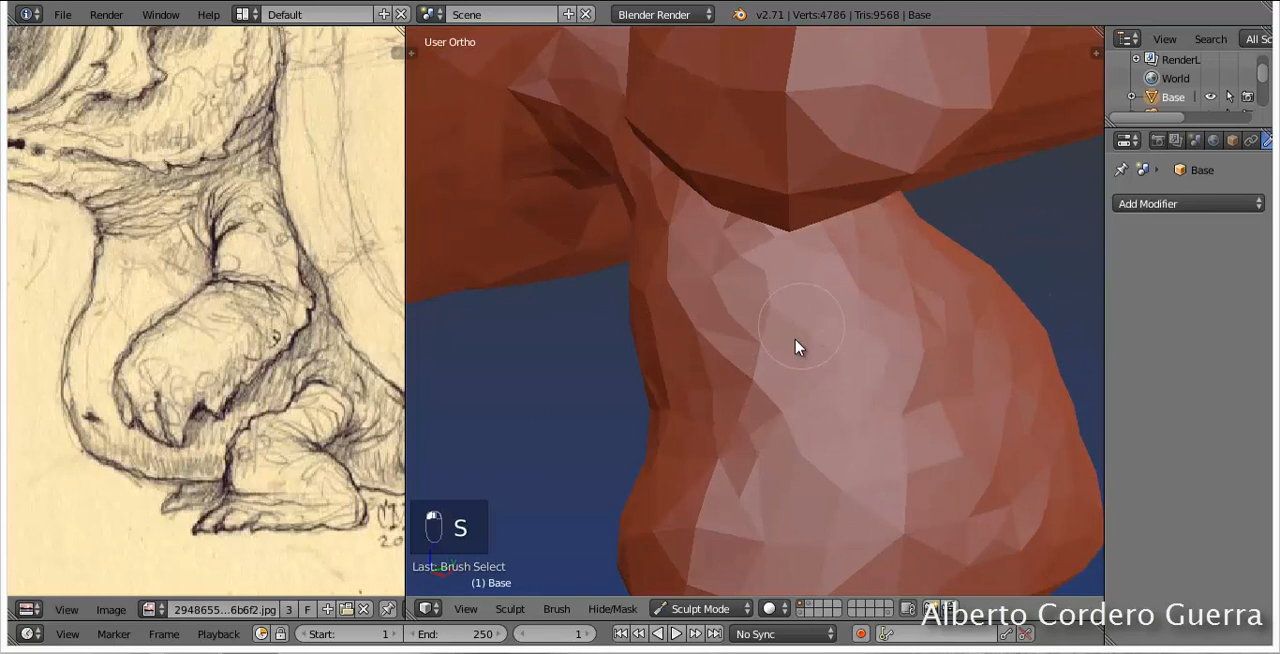 File Render Window Help Default Scene Blender Render v2.71 | Verts:4786 | Tris:9568 | Base
User Ortho
View Search All Sc
RenderL
World
Base
Base
Add Modifier
S
Last: Brush Select
(1) Base
View Image 2948655...6b6f2.jpg 3 F View Sculpt Brush Hide/Mask Sculpt Mode
Alberto Cordero Guerra
View Marker Frame Playback Start: 1 End: 250 1 No Sync